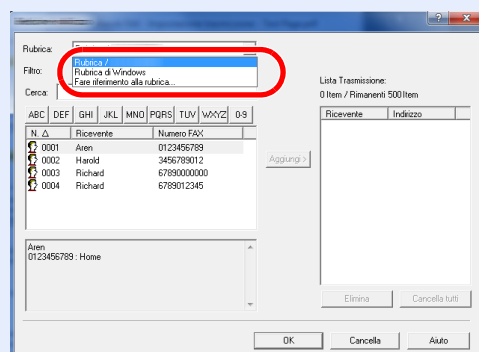 Rubrica:
Rubrica /
Rubrica di Windows
Fare riferimento alla rubrica...
Filtro:
Cerca:
ABC DEF GHI JKL MNO PQRS TUV WXYZ 0-9
N. △ Ricevente Numero FAX
0001 Aren 0123456789
0002 Harold 3456789012
0003 Richard 67890000000
0004 Richard 6789012345
Aren
0123456789 : Home
Aggiungi >
Lista Trasmissione:
0 Item / Rimanenti 500 Item
Ricevente Indirizzo
Elimina Cancella tutti
OK Cancella Aiuto